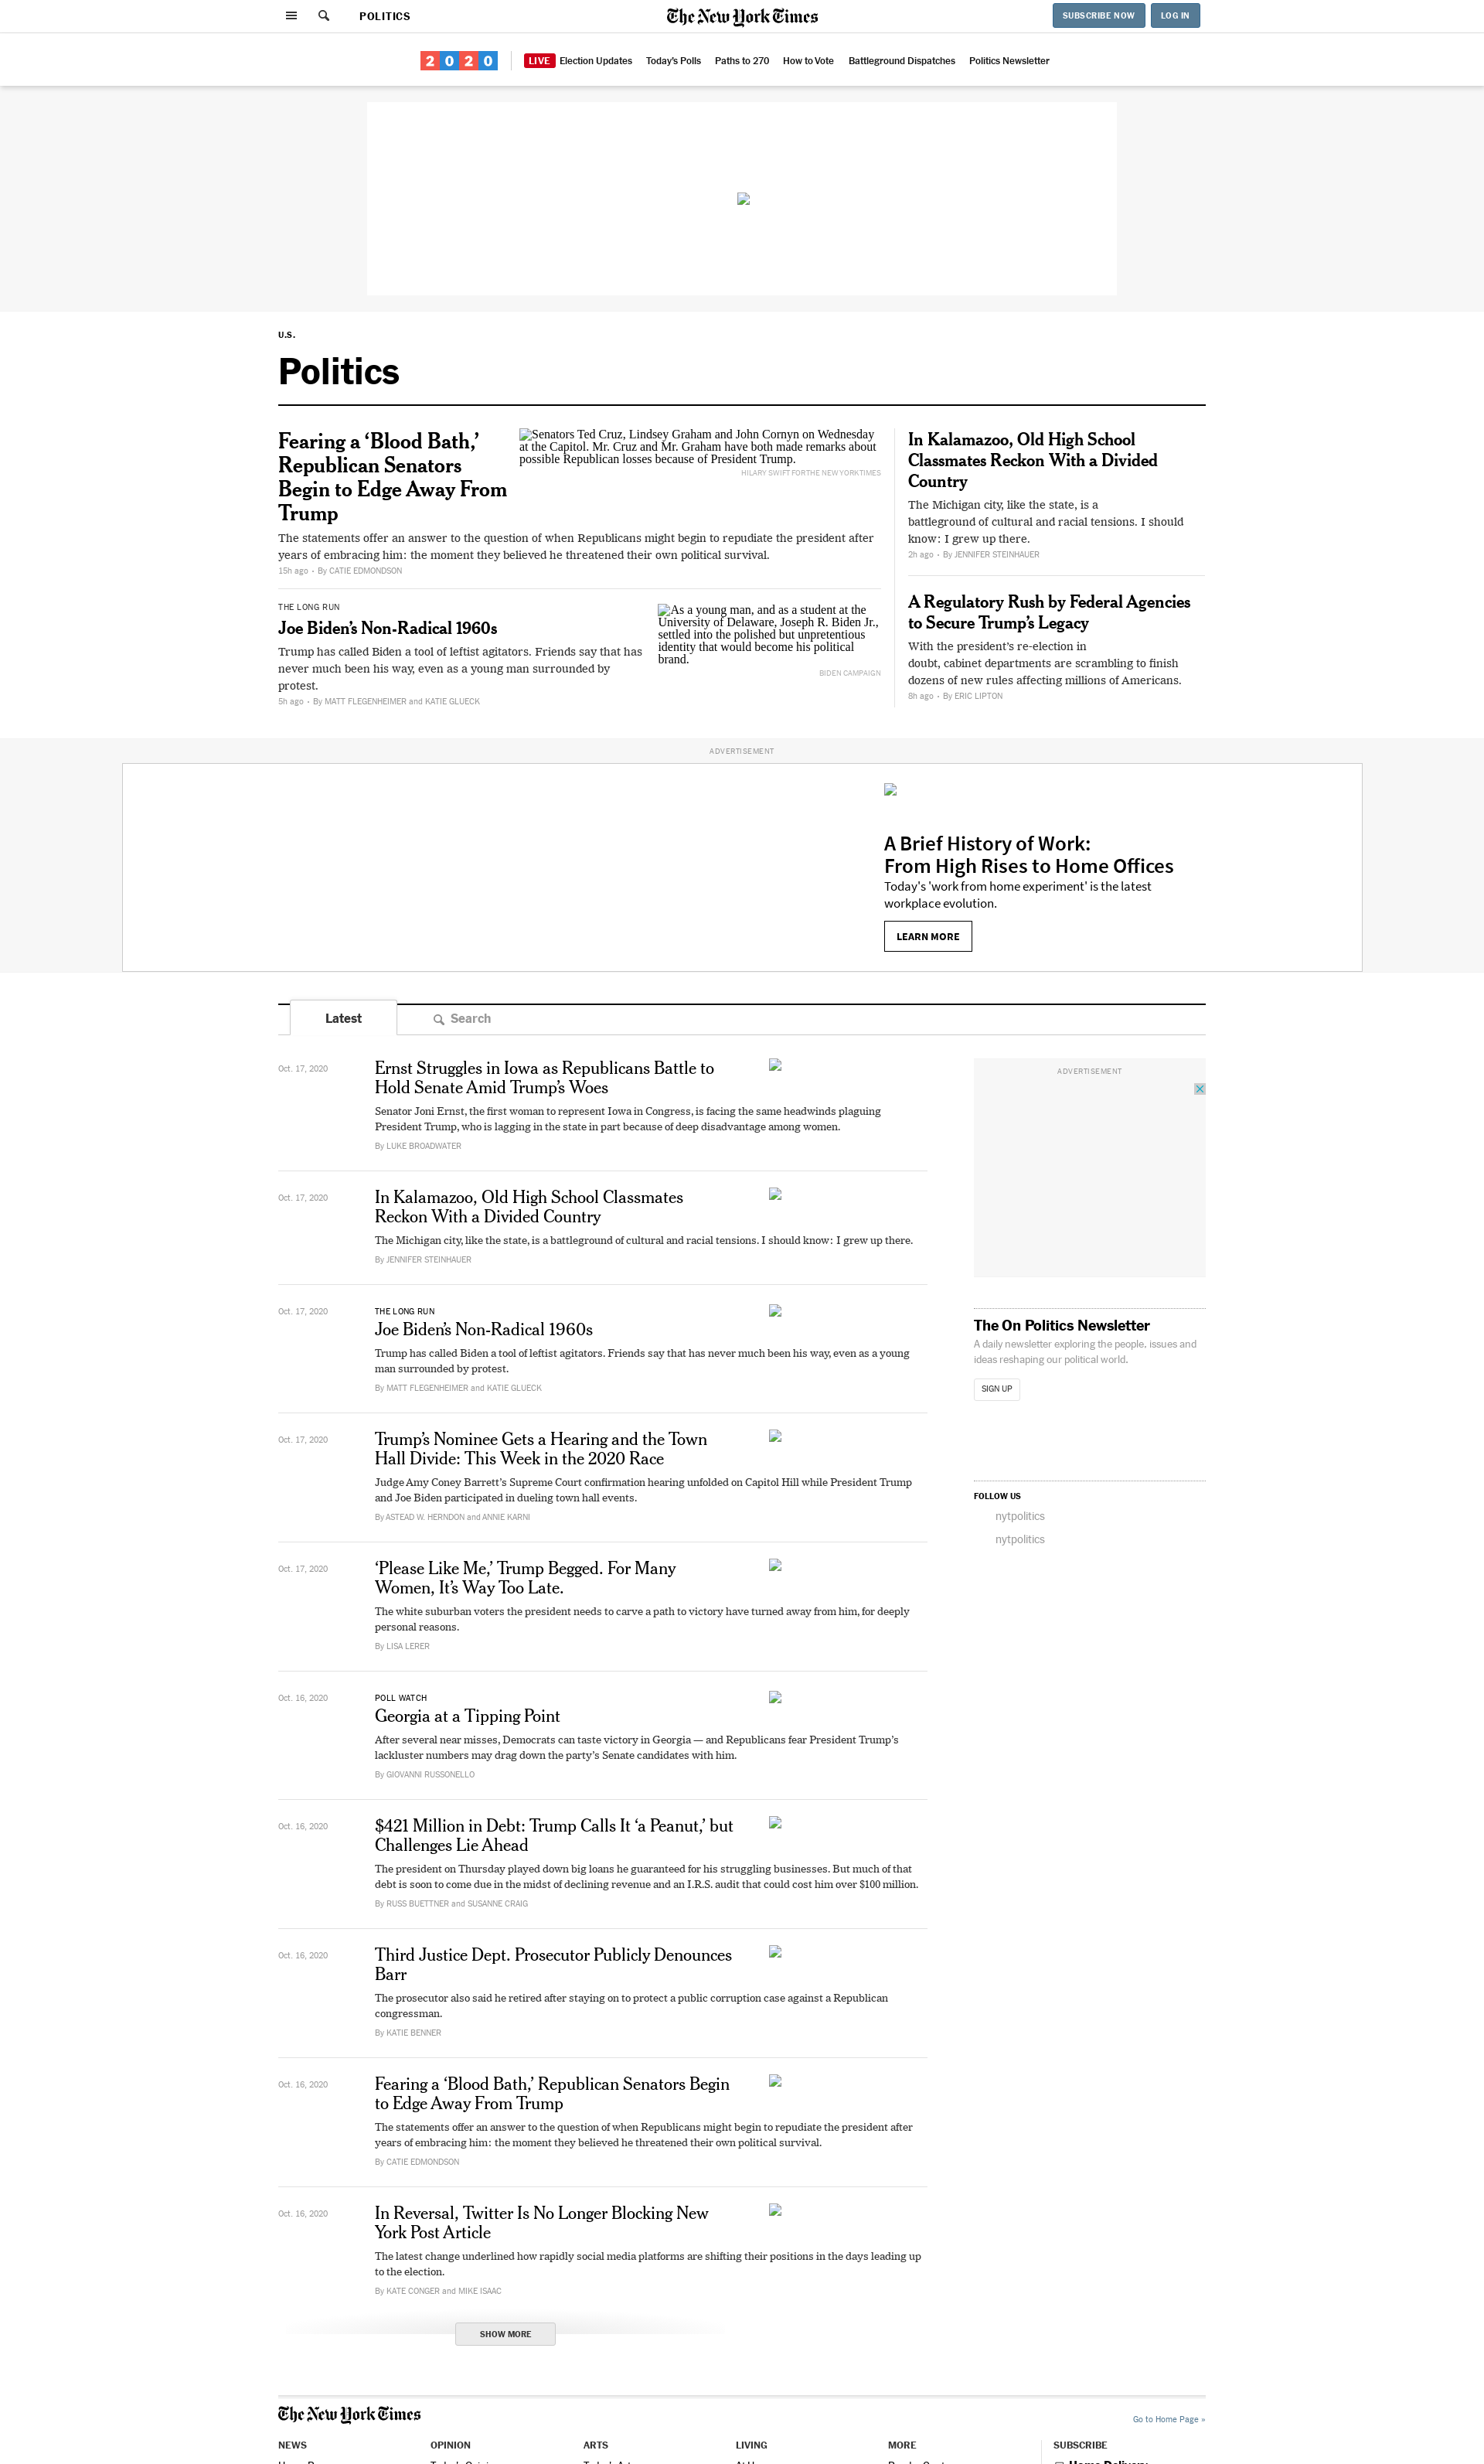 POLITICS
The New York Times
SUBSCRIBE NOW
LOG IN
2020
LIVE Election Updates
Today's Polls
Paths to 270
How to Vote
Battleground Dispatches
Politics Newsletter
U.S.
Politics
Fearing a ‘Blood Bath,’
Republican Senators
Begin to Edge Away From
Trump
Senators Ted Cruz, Lindsey Graham and John Cornyn on Wednesday
at the Capitol. Mr. Cruz and Mr. Graham have both made remarks about
possible Republican losses because of President Trump.
HILARY SWIFT FOR THE NEW YORK TIMES
The statements offer an answer to the question of when Republicans might begin to repudiate the president after
years of embracing him: the moment they believed he threatened their own political survival.
15h ago • By CATIE EDMONDSON
THE LONG RUN
Joe Biden’s Non-Radical 1960s
Trump has called Biden a tool of leftist agitators. Friends say that has
never much been his way, even as a young man surrounded by
protest.
5h ago • By MATT FLEGENHEIMER and KATIE GLUECK
As a young man, and as a student at the
University of Delaware, Joseph R. Biden Jr.,
settled into the polished but unpretentious
identity that would become his political
brand.
BIDEN CAMPAIGN
In Kalamazoo, Old High School
Classmates Reckon With a Divided
Country
The Michigan city, like the state, is a
battleground of cultural and racial tensions. I should
know: I grew up there.
2h ago • By JENNIFER STEINHAUER
A Regulatory Rush by Federal Agencies
to Secure Trump’s Legacy
With the president’s re-election in
doubt, cabinet departments are scrambling to finish
dozens of new rules affecting millions of Americans.
8h ago • By ERIC LIPTON
ADVERTISEMENT
A Brief History of Work:
From High Rises to Home Offices
Today's 'work from home experiment' is the latest
workplace evolution.
LEARN MORE
Latest
Search
Oct. 17, 2020
Ernst Struggles in Iowa as Republicans Battle to
Hold Senate Amid Trump’s Woes
Senator Joni Ernst, the first woman to represent Iowa in Congress, is facing the same headwinds plaguing
President Trump, who is lagging in the state in part because of deep disadvantage among women.
By LUKE BROADWATER
Oct. 17, 2020
In Kalamazoo, Old High School Classmates
Reckon With a Divided Country
The Michigan city, like the state, is a battleground of cultural and racial tensions. I should know: I grew up there.
By JENNIFER STEINHAUER
Oct. 17, 2020
THE LONG RUN
Joe Biden’s Non-Radical 1960s
Trump has called Biden a tool of leftist agitators. Friends say that has never much been his way, even as a young
man surrounded by protest.
By MATT FLEGENHEIMER and KATIE GLUECK
Oct. 17, 2020
Trump’s Nominee Gets a Hearing and the Town
Hall Divide: This Week in the 2020 Race
Judge Amy Coney Barrett’s Supreme Court confirmation hearing unfolded on Capitol Hill while President Trump
and Joe Biden participated in dueling town hall events.
By ASTEAD W. HERNDON and ANNIE KARNI
Oct. 17, 2020
‘Please Like Me,’ Trump Begged. For Many
Women, It’s Way Too Late.
The white suburban voters the president needs to carve a path to victory have turned away from him, for deeply
personal reasons.
By LISA LERER
Oct. 16, 2020
POLL WATCH
Georgia at a Tipping Point
After several near misses, Democrats can taste victory in Georgia — and Republicans fear President Trump’s
lackluster numbers may drag down the party’s Senate candidates with him.
By GIOVANNI RUSSONELLO
Oct. 16, 2020
$421 Million in Debt: Trump Calls It ‘a Peanut,’ but
Challenges Lie Ahead
The president on Thursday played down big loans he guaranteed for his struggling businesses. But much of that
debt is soon to come due in the midst of declining revenue and an I.R.S. audit that could cost him over $100 million.
By RUSS BUETTNER and SUSANNE CRAIG
Oct. 16, 2020
Third Justice Dept. Prosecutor Publicly Denounces
Barr
The prosecutor also said he retired after staying on to protect a public corruption case against a Republican
congressman.
By KATIE BENNER
Oct. 16, 2020
Fearing a ‘Blood Bath,’ Republican Senators Begin
to Edge Away From Trump
The statements offer an answer to the question of when Republicans might begin to repudiate the president after
years of embracing him: the moment they believed he threatened their own political survival.
By CATIE EDMONDSON
Oct. 16, 2020
In Reversal, Twitter Is No Longer Blocking New
York Post Article
The latest change underlined how rapidly social media platforms are shifting their positions in the days leading up
to the election.
By KATE CONGER and MIKE ISAAC
SHOW MORE
ADVERTISEMENT
The On Politics Newsletter
A daily newsletter exploring the people, issues and
ideas reshaping our political world.
SIGN UP
FOLLOW US
nytpolitics
nytpolitics
The New York Times
Go to Home Page »
NEWS
OPINION
ARTS
LIVING
MORE
SUBSCRIBE